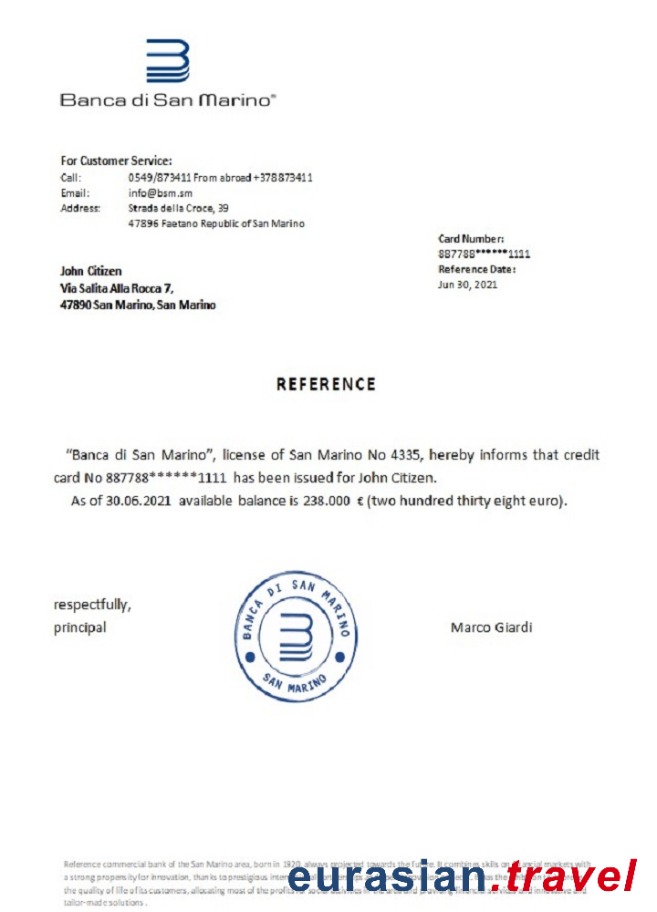 Banca di San Marino®
For Customer Service:
Call: 0549/873411 From abroad +378873411
Email: info@bsm.sm
Address: Strada della Croce, 39
47896 Faetano Republic of San Marino
Card Number:
887788******1111
Reference Date:
Jun 30, 2021
John Citizen
Via Salita Alla Rocca 7,
47890 San Marino, San Marino
REFERENCE
"Banca di San Marino", license of San Marino No 4335, hereby informs that credit
card No 887788******1111 has been issued for John Citizen.
As of 30.06.2021 available balance is 238.000 € (two hundred thirty eight euro).
respectfully,
principal
BANCA DI SAN MARINO
SAN MARINO
Marco Giardi
Reference commercial bank of the San Marino area, born in 1920, always projected towards the future. It combines skills on financial markets with
a strong propensity for innovation, thanks to prestigious
the quality of life of its customers, allocating most of the profits
tailor-made solutions.
eurasian.travel